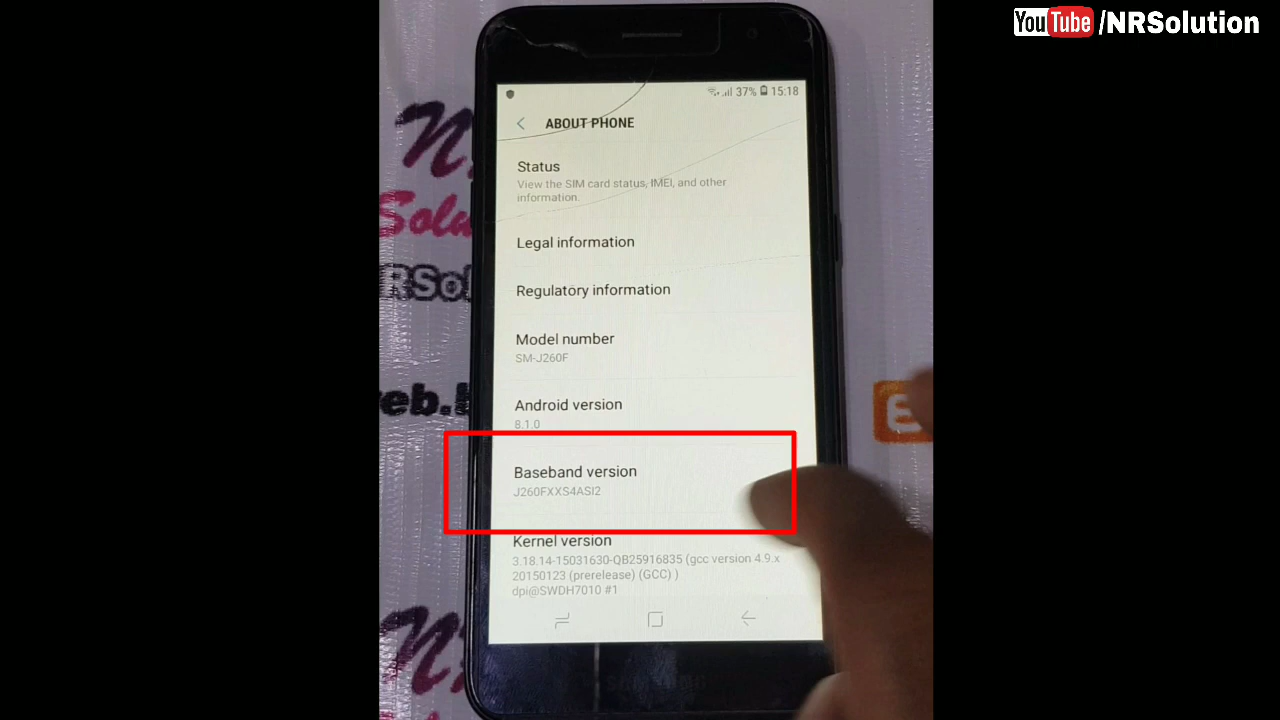 YouTube /NRSolution
37% 15:18
ABOUT PHONE
Status
View the SIM card status, IMEI, and other
information.
Legal information
Regulatory information
Model number
SM-J260F
Android version
8.1.0
Baseband version
J260FXXS4ASI2
Kernel version
3.18.14-15031630-QB25916835 (gcc version 4.9.x
20150123 (prerelease) (GCC) )
dpi@SWDH7010 #1
SAMSUNG